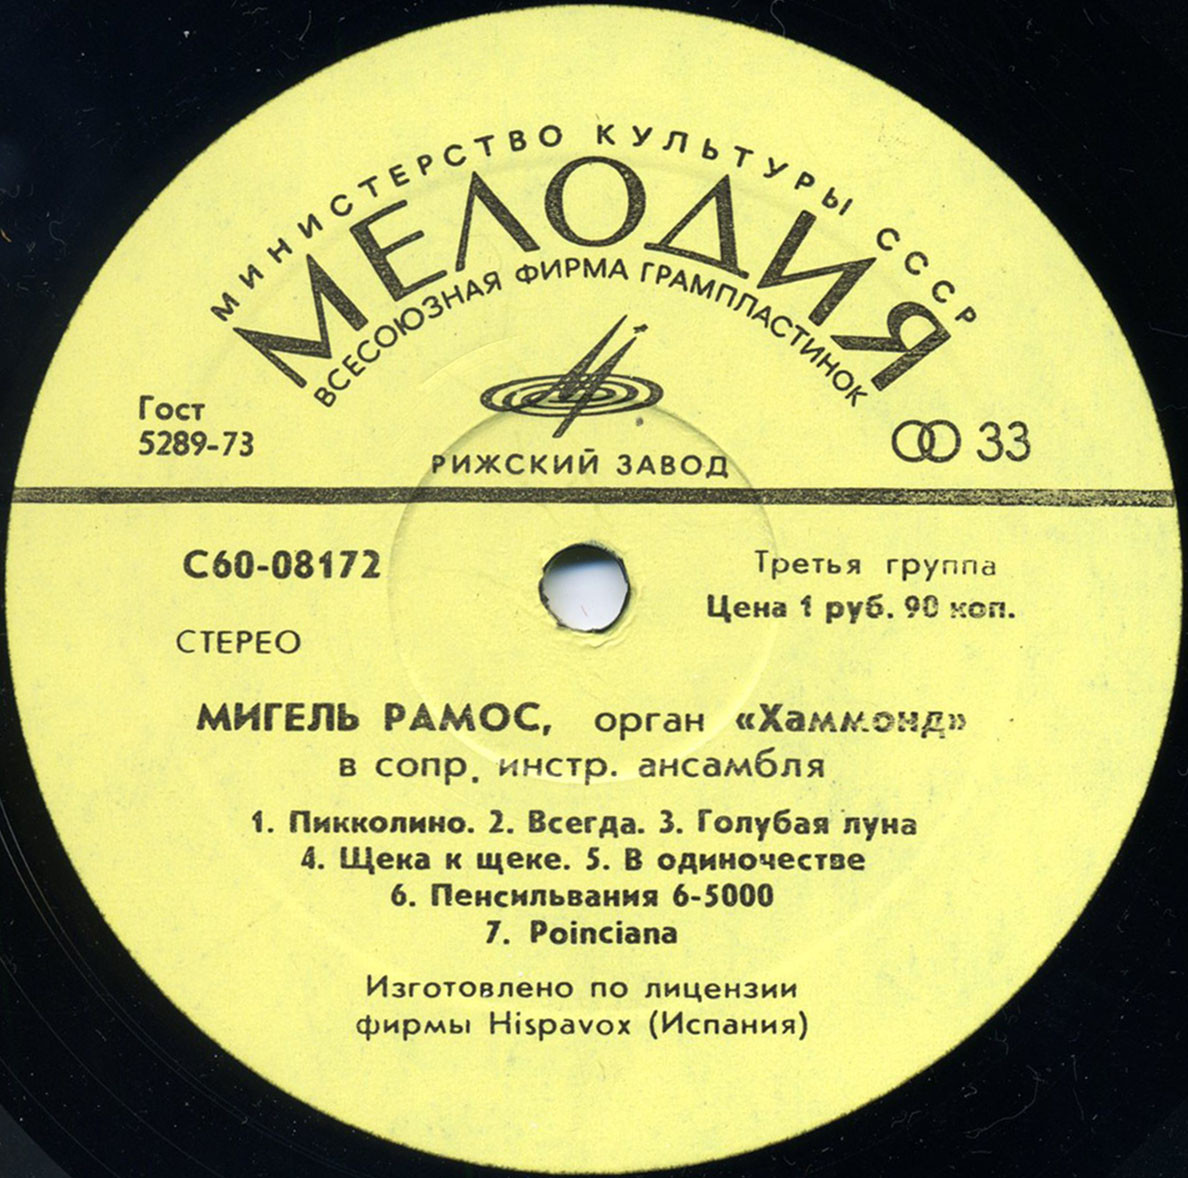 МИНИСТЕРСТВО КУЛЬТУРЫ СССР
МЕЛОДИЯ
ВСЕСОЮЗНАЯ ФИРМА ГРАМПЛАСТИНОК
Гост
5289-73
33
РИЖСКИЙ ЗАВОД
С60-08172
Третья группа
Цена 1 руб. 90 коп.
СТЕРЕО
МИГЕЛЬ РАМОС, орган «Хаммонд»
в сопр. инстр. ансамбля
1. Пикколино. 2. Всегда. 3. Голубая луна
4. Щека к щеке. 5. В одиночестве
6. Пенсильвания 6-5000
7. Poinciana
Изготовлено по лицензии
фирмы Hispavox (Испания)